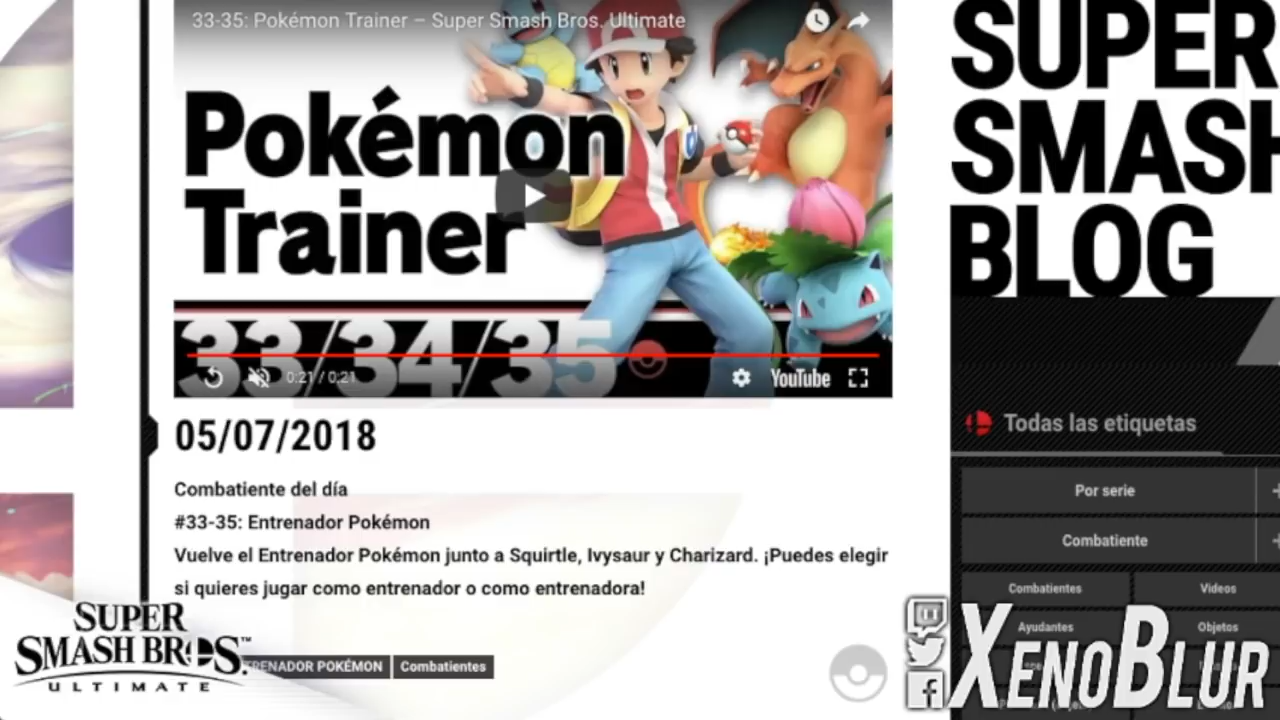 33-35: Pokémon Trainer – Super Smash Bros. Ultimate
Pokémon
Trainer
33/34/35
0:21 / 0:21
YouTube
05/07/2018
Combatiente del día
#33-35: Entrenador Pokémon
Vuelve el Entrenador Pokémon junto a Squirtle, Ivysaur y Charizard. ¡Puedes elegir
si quieres jugar como entrenador o como entrenadora!
TRENADOR POKÉMON
Combatientes
SUPER
SMASH BROS.™
ULTIMATE
SUPER
SMASH
BLOG
Todas las etiquetas
Por serie +
Combatiente +
Combatientes
Videos
Ayudantes
Objetos
XENOBLUR